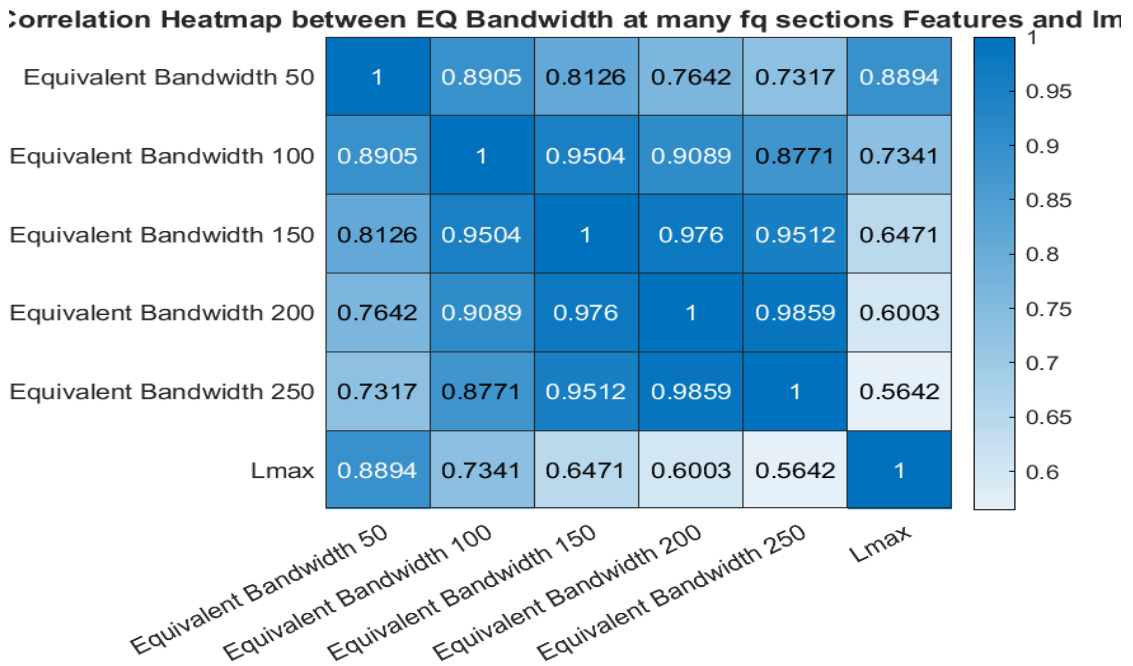 Correlation Heatmap between EQ Bandwidth at many fq sections Features and lm
Equivalent Bandwidth 50 1 0.8905 0.8126 0.7642 0.7317 0.8894
Equivalent Bandwidth 100 0.8905 1 0.9504 0.9089 0.8771 0.7341
Equivalent Bandwidth 150 0.8126 0.9504 1 0.976 0.9512 0.6471
Equivalent Bandwidth 200 0.7642 0.9089 0.976 1 0.9859 0.6003
Equivalent Bandwidth 250 0.7317 0.8771 0.9512 0.9859 1 0.5642
Lmax 0.8894 0.7341 0.6471 0.6003 0.5642 1
Equivalent Bandwidth 50
Equivalent Bandwidth 100
Equivalent Bandwidth 150
Equivalent Bandwidth 200
Equivalent Bandwidth 250
Lmax
1
0.95
0.9
0.85
0.8
0.75
0.7
0.65
0.6